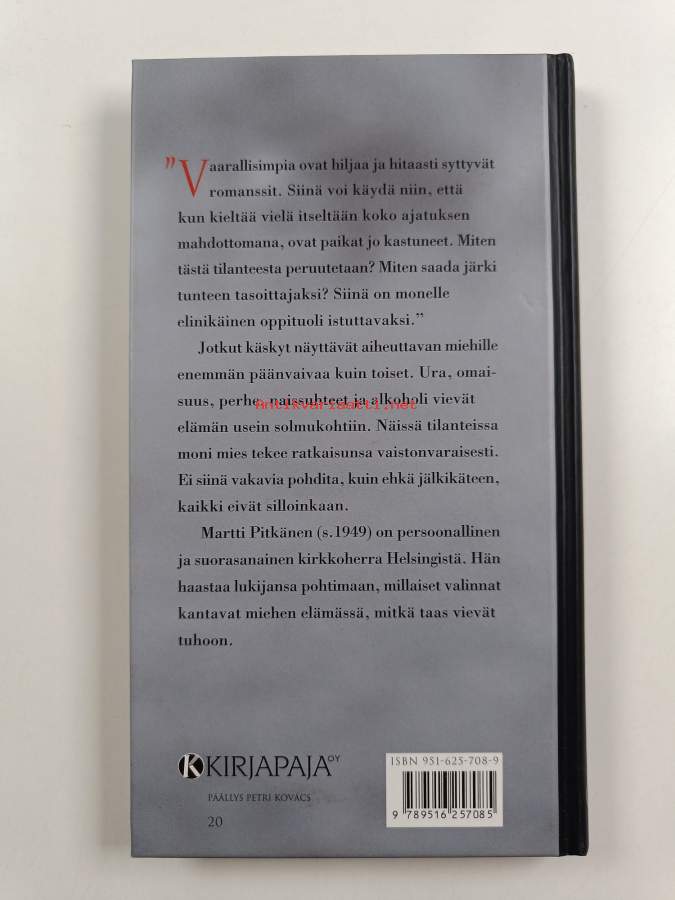 "Vaarallisimpia ovat hiljaa ja hitaasti syttyvät
romanssit. Siinä voi käydä niin, että
kun kieltää vielä itseltään koko ajatuksen
mahdottomana, ovat paikat jo kastuneet. Miten
tästä tilanteesta peruutetaan? Miten saada järki
tunteen tasoittajaksi? Siinä on monelle
elinikäinen oppituoli istuttavaksi."
Jotkut käskyt näyttävät aiheuttavan miehille
enemmän päänvaivaa kuin toiset. Ura, omai-
suus, perhe, naissuhteet ja alkoholi vievät
Antikvariaatti.net
elämän usein solmukohtiin. Näissä tilanteissa
moni mies tekee ratkaisunsa vaistonvaraisesti.
Ei siinä vakavia pohdita, kuin ehkä jälkikäteen,
kaikki eivät silloinkaan.
Martti Pitkänen (s.1949) on persoonallinen
ja suorasanainen kirkkoherra Helsingistä. Hän
haastaa lukijansa pohtimaan, millaiset valinnat
kantavat miehen elämässä, mitkä taas vievät
tuhoon.
K KIRJAPAJA OY
PÄÄLLYS PETRI KOVÁCS
20
ISBN 951-625-708-9
9 789516 257085